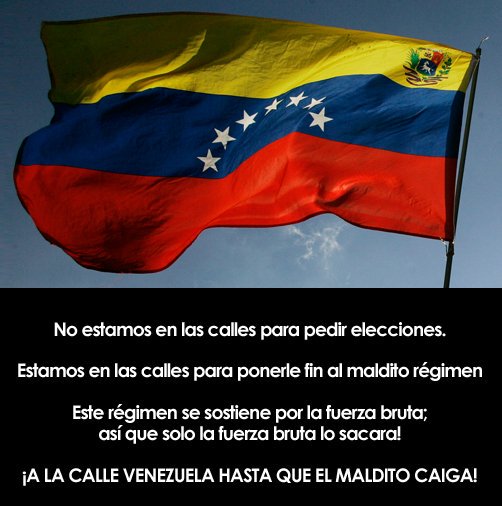 No estamos en las calles para pedir elecciones.
Estamos en las calles para ponerle fin al maldito régimen
Este régimen se sostiene por la fuerza bruta;
así que solo la fuerza bruta lo sacara!
¡A LA CALLE VENEZUELA HASTA QUE EL MALDITO CAIGA!